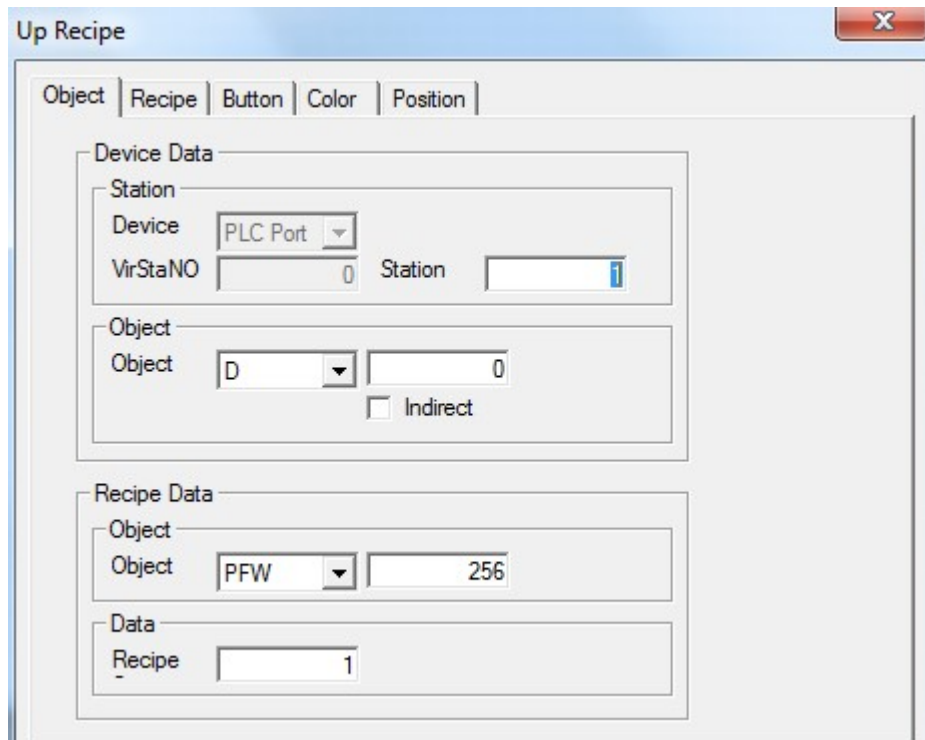 Up Recipe
Object Recipe Button Color Position
Device Data
Station
Device PLC Port
VirStaNO 0 Station 1
Object
Object D 0
Indirect
Recipe Data
Object
Object PFW 256
Data
Recipe 1